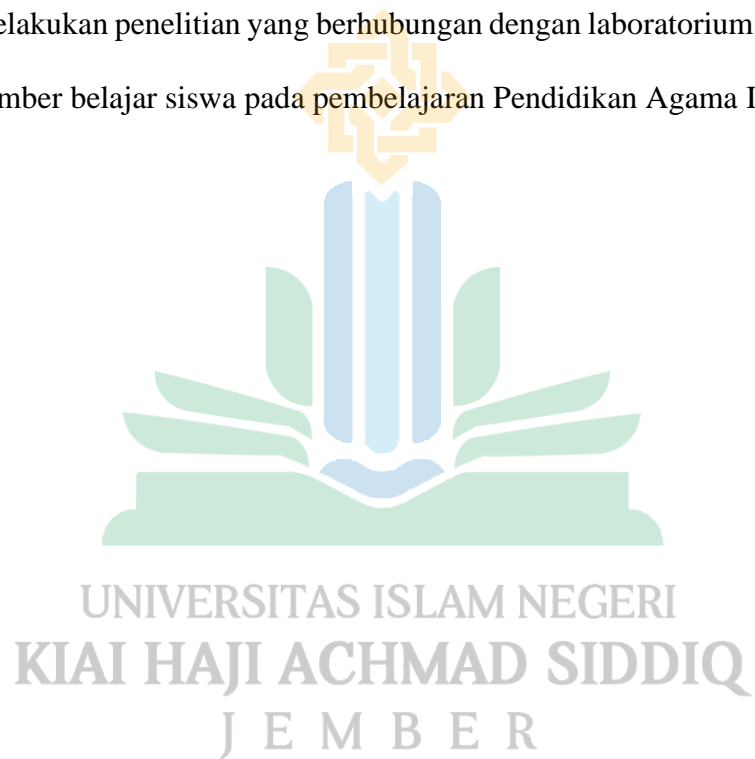 elakukan penelitian yang berhubungan dengan laboratorium
mber belajar siswa pada pembelajaran Pendidikan Agama I
UNIVERSITAS ISLAM NEGERI
KIAI HAJI ACHMAD SIDDIQ
JEMBER